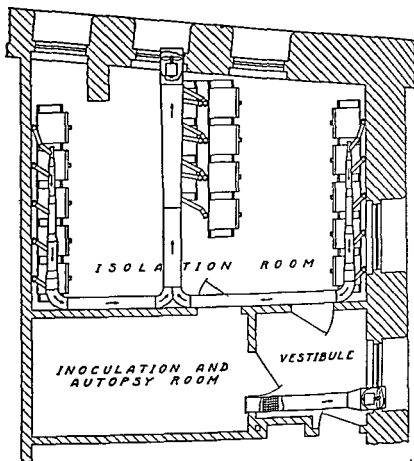 ISOLATION ROOM
INOCULATION AND
AUTOPSY ROOM
VESTIBULE